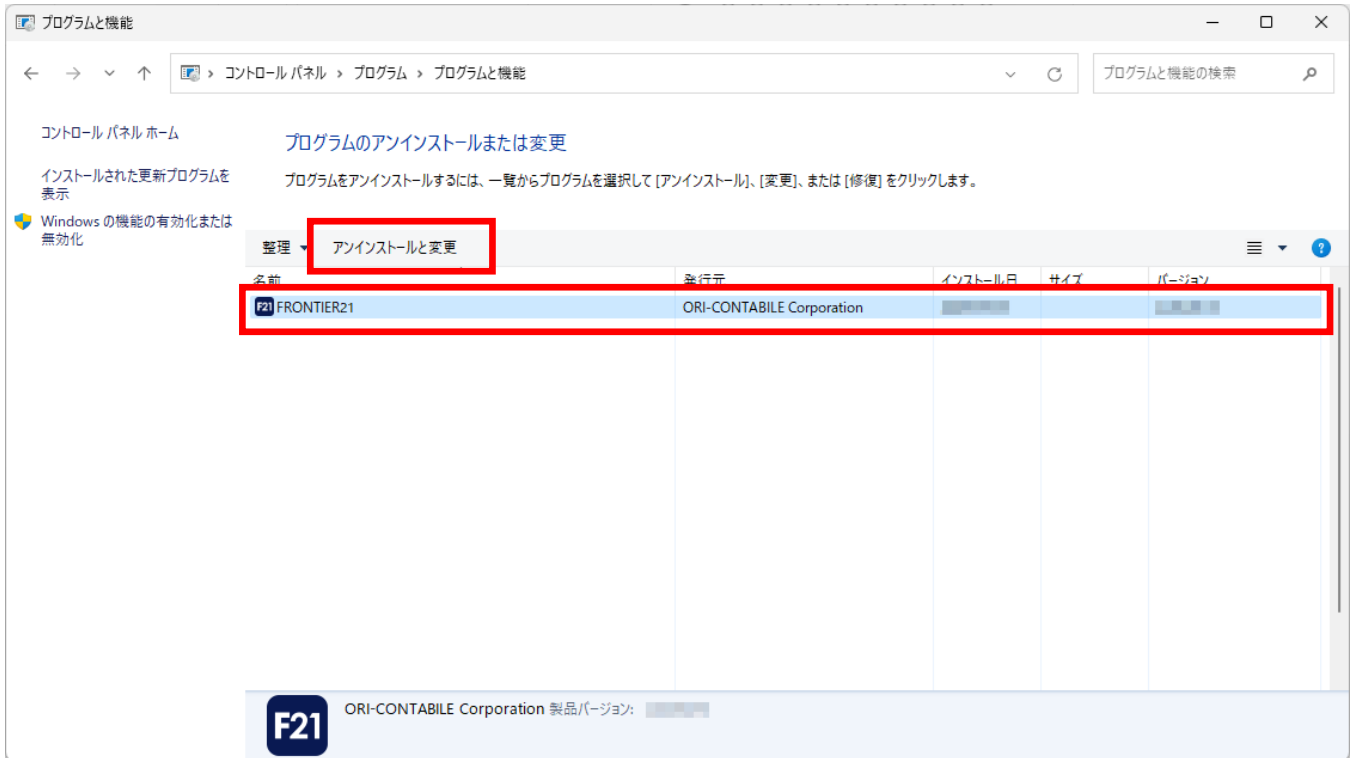 プログラムと機能
コントロール パネル › プログラム › プログラムと機能
プログラムと機能の検索
コントロール パネル ホーム
インストールされた更新プログラムを
表示
Windows の機能の有効化または
無効化
プログラムのアンインストールまたは変更
プログラムをアンインストールするには、一覧からプログラムを選択して [アンインストール]、[変更]、または [修復] をクリックします。
整理 アンインストールと変更
名前 発行元 インストール日 サイズ バージョン
F21 FRONTIER21 ORI-CONTABILE Corporation
F21
ORI-CONTABILE Corporation 製品バージョン: